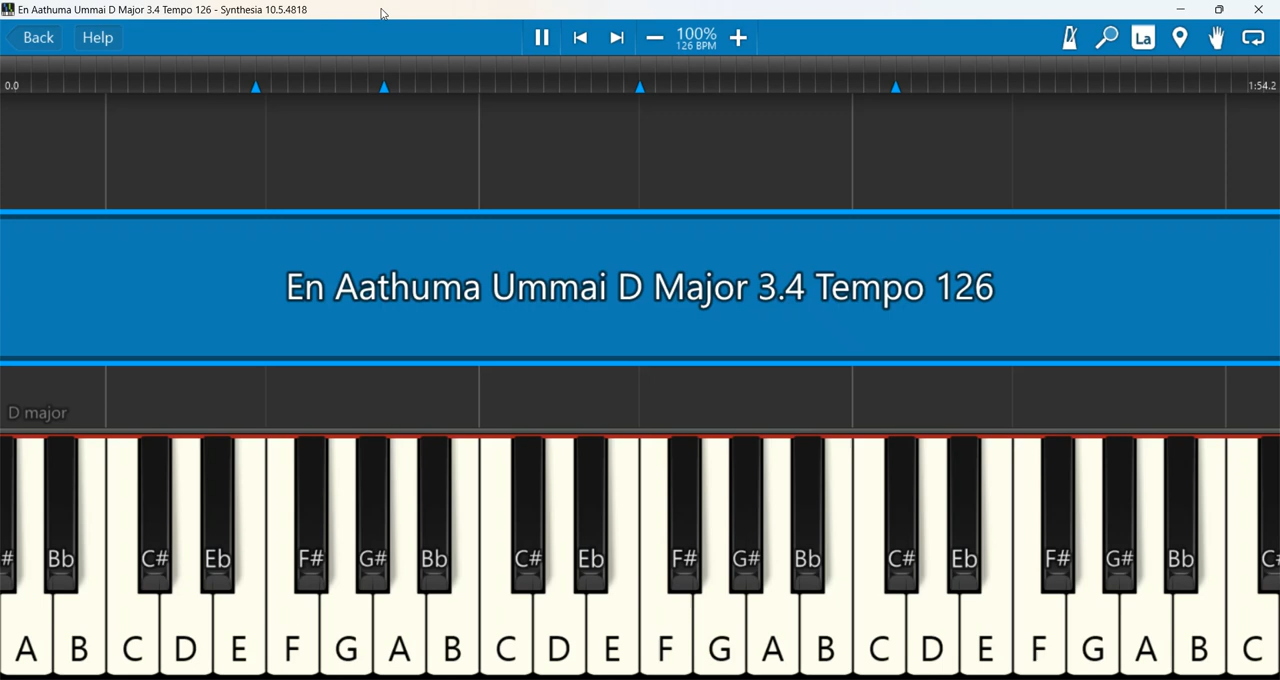 En Aathuma Ummai D Major 3.4 Tempo 126 - Synthesia 10.5.4818
Back Help 100% La
126 BPM
0.0 1:54.2
En Aathuma Ummai D Major 3.4 Tempo 126
D major
# Bb C# Eb F# G# Bb C# Eb F# G# Bb C# Eb F# G# Bb C#
A B C D E F G A B C D E F G A B C D E F G A B C